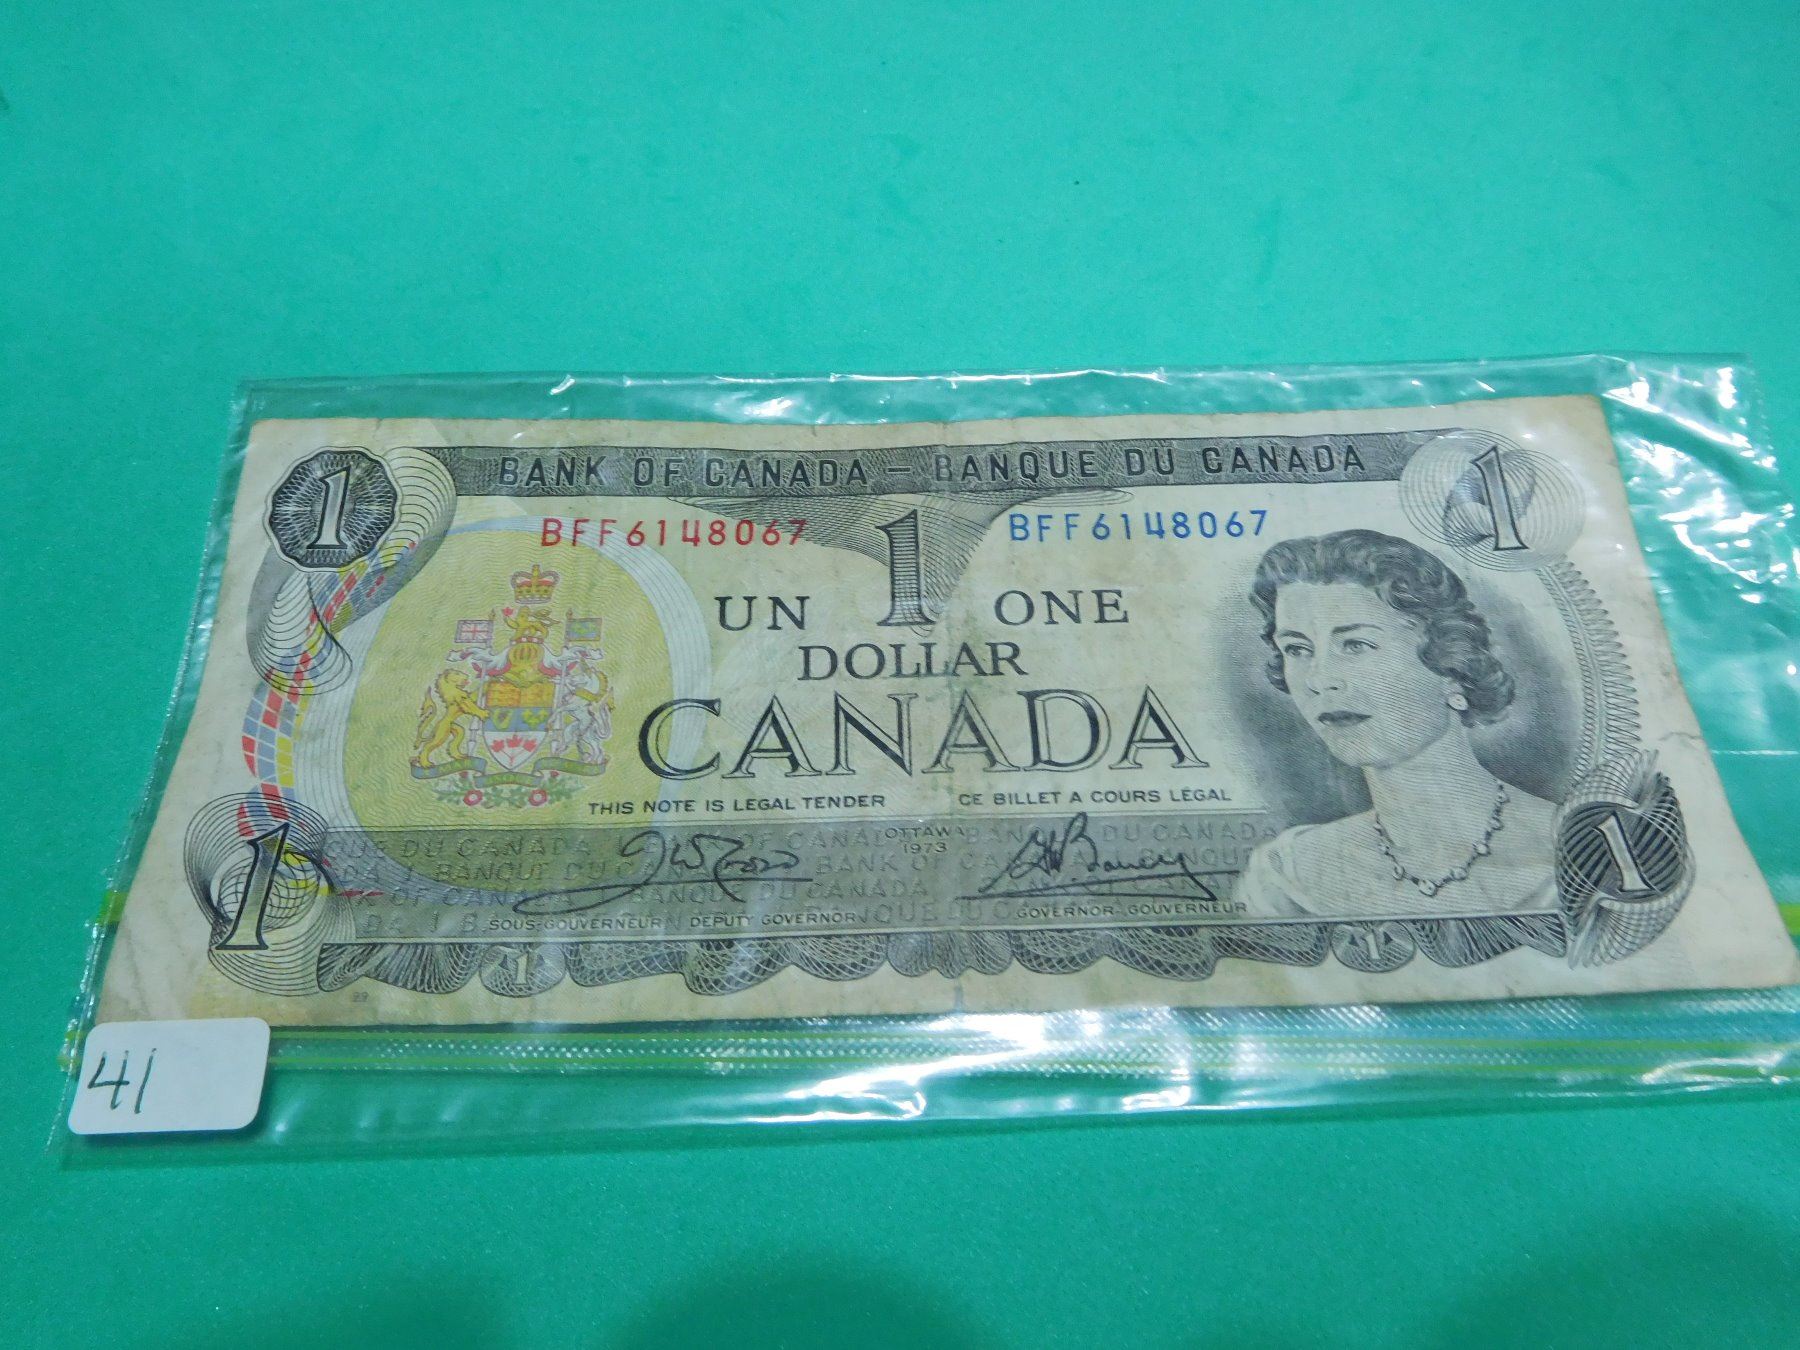 BANK OF CANADA – BANQUE DU CANADA
1 1
BFF6148067 1 BFF6148067
UN ONE
DOLLAR
CANADA
THIS NOTE IS LEGAL TENDER CE BILLET A COURS LÉGAL
OTTAWA
1973
1 1
SOUS-GOUVERNEUR DEPUTY GOVERNOR GOVERNOR-GOUVERNEUR
1 1
41